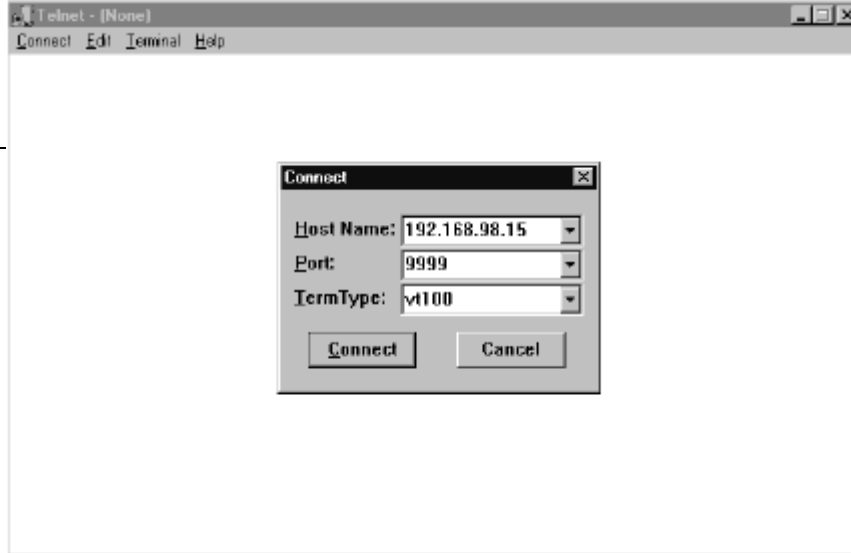 Telnet - (None)
Connect Edit Terminal Help
Connect
Host Name: 192.168.98.15
Port: 9999
TermType: vt100
Connect Cancel